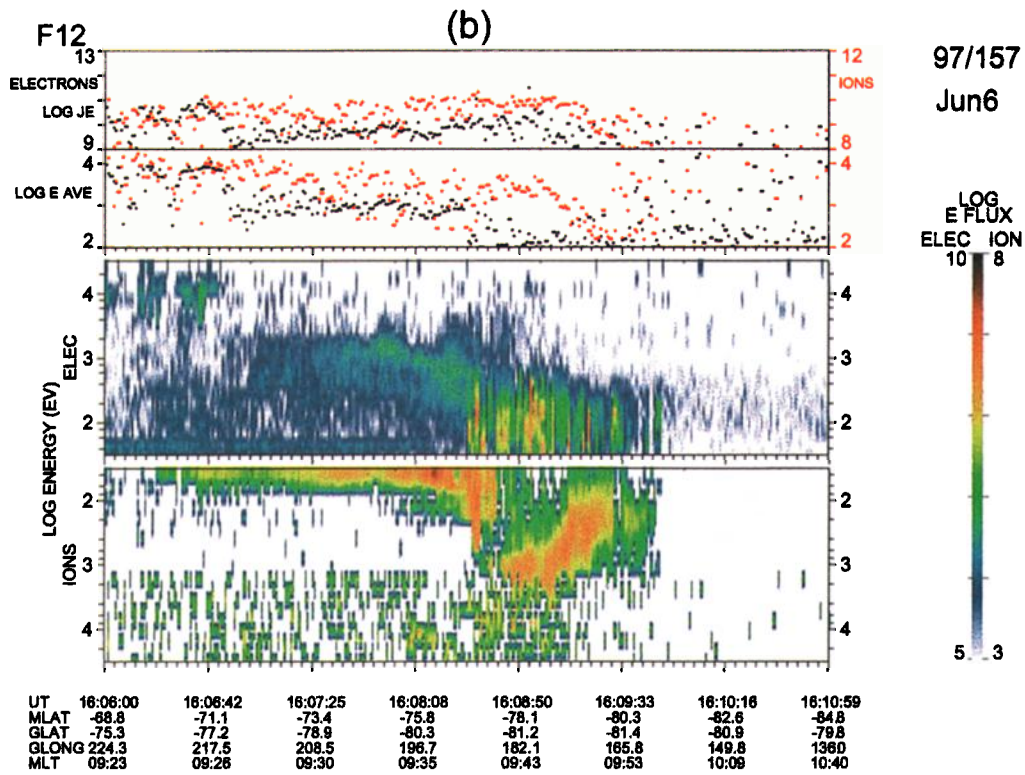 (b)
F12
97/157
Jun6
13
12
ELECTRONS
IONS
LOG JE
9
8
4
4
LOG E AVE
2
2
LOG
E FLUX
ELEC ION
10 8
5 3
LOG ENERGY (EV)
ELEC
4
4
3
3
2
2
IONS
2
2
3
3
4
4
UT 16:06:00 16:06:42 16:07:25 16:08:08 16:08:50 16:09:33 16:10:16 16:10:59
MLAT -68.8 -71.1 -73.4 -75.8 -78.1 -80.3 -82.6 -84.8
GLAT -75.3 -77.2 -78.9 -80.3 -81.2 -81.4 -80.9 -79.8
GLONG 224.3 217.5 208.5 196.7 182.1 165.8 149.8 1360
MLT 09:23 09:26 09:30 09:35 09:43 09:53 10:09 10:40